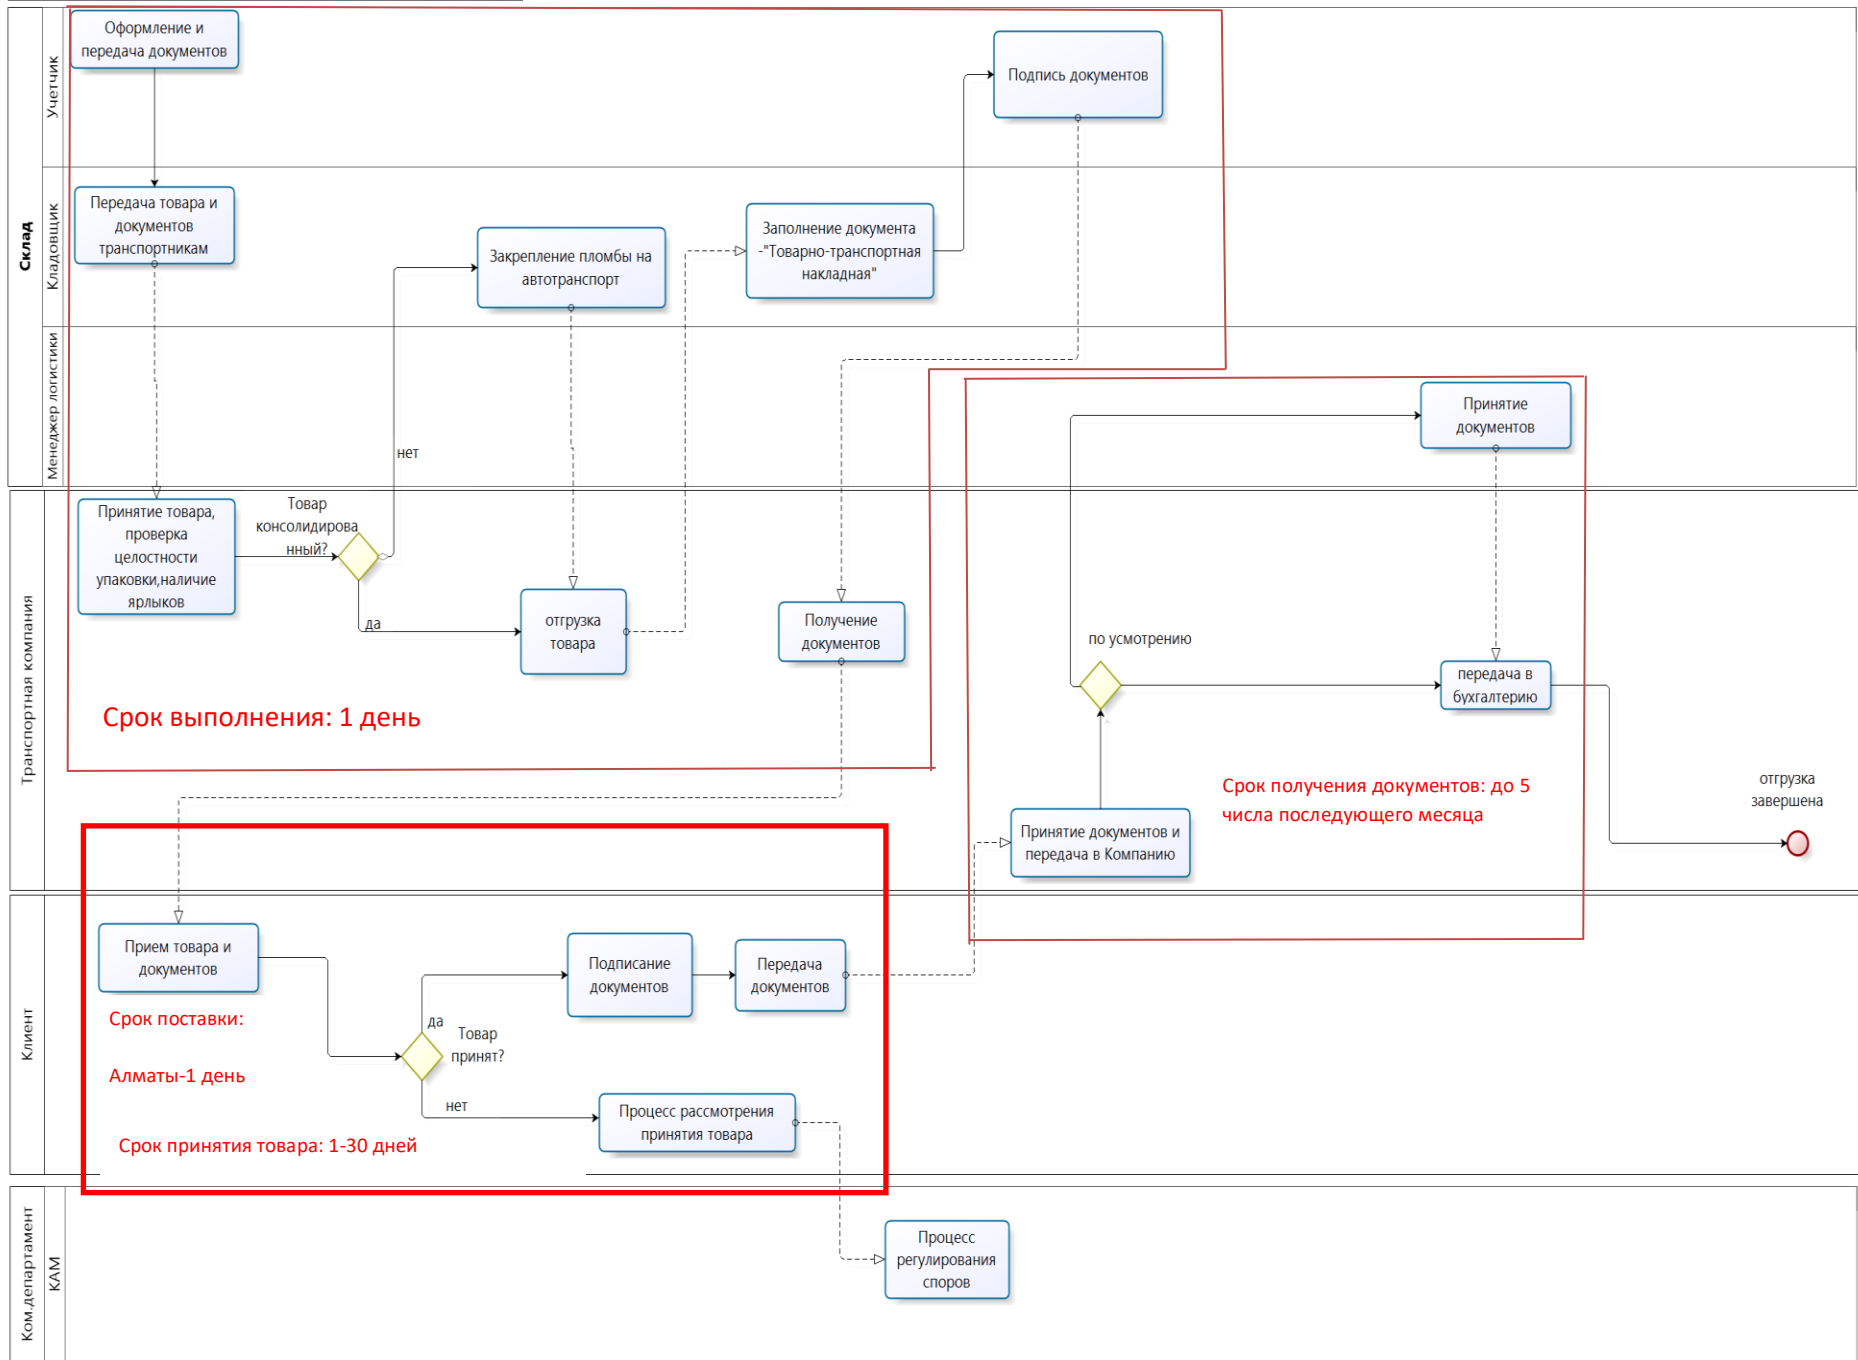 Склад
Учетчик
Оформление и
передача документов
Подпись документов
Кладовщик
Передача товара и
документов
транспортникам
Закрепление пломбы на
автотранспорт
Заполнение документа
-"Товарно-транспортная
накладная"
Менеджер логистики
нет
Принятие
документов
Транспортная компания
Принятие товара,
проверка
целостности
упаковки,наличие
ярлыков
Товар
консолидирова
нный?
да
отгрузка
товара
Получение
документов
по усмотрению
передача в
бухгалтерию
Срок выполнения: 1 день
Срок получения документов: до 5
числа последующего месяца
отгрузка
завершена
Принятие документов и
передача в Компанию
Клиент
Прием товара и
документов
Срок поставки:
Алматы-1 день
Срок принятия товара: 1-30 дней
да
Товар
принят?
нет
Подписание
документов
Передача
документов
Процесс рассмотрения
принятия товара
Ком.департамент
КАМ
Процесс
регулирования
споров